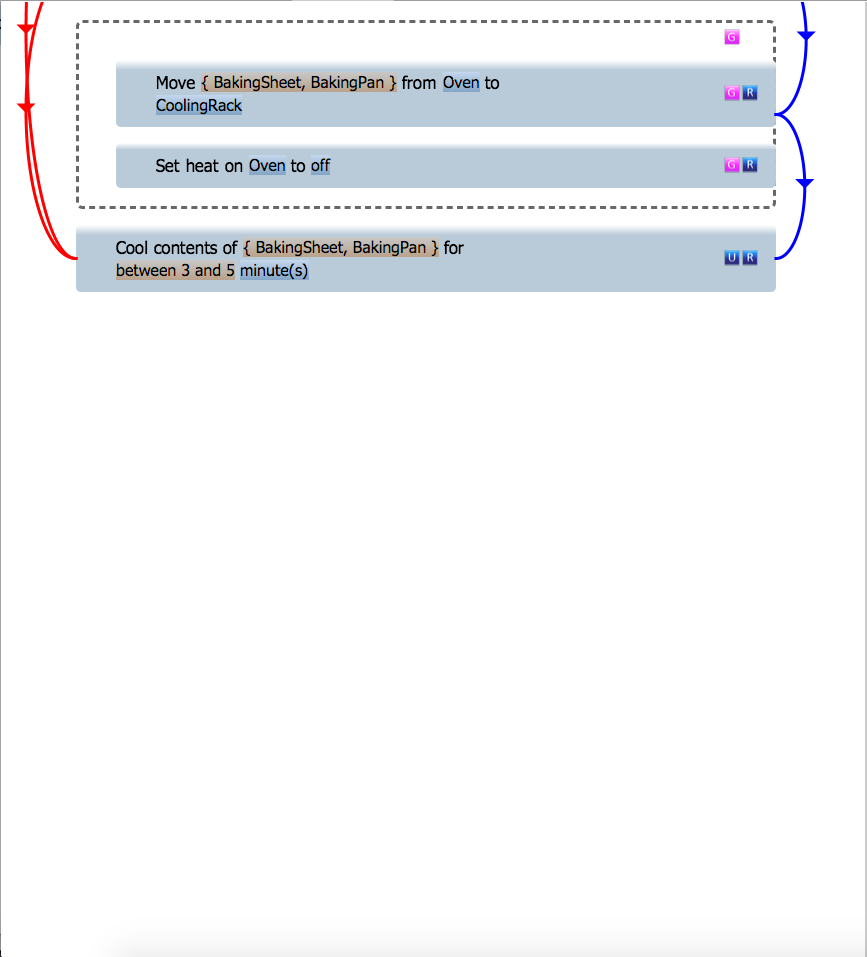 G
Move { BakingSheet, BakingPan } from Oven to
CoolingRack
G R
Set heat on Oven to off
G R
Cool contents of { BakingSheet, BakingPan } for
between 3 and 5 minute(s)
U R